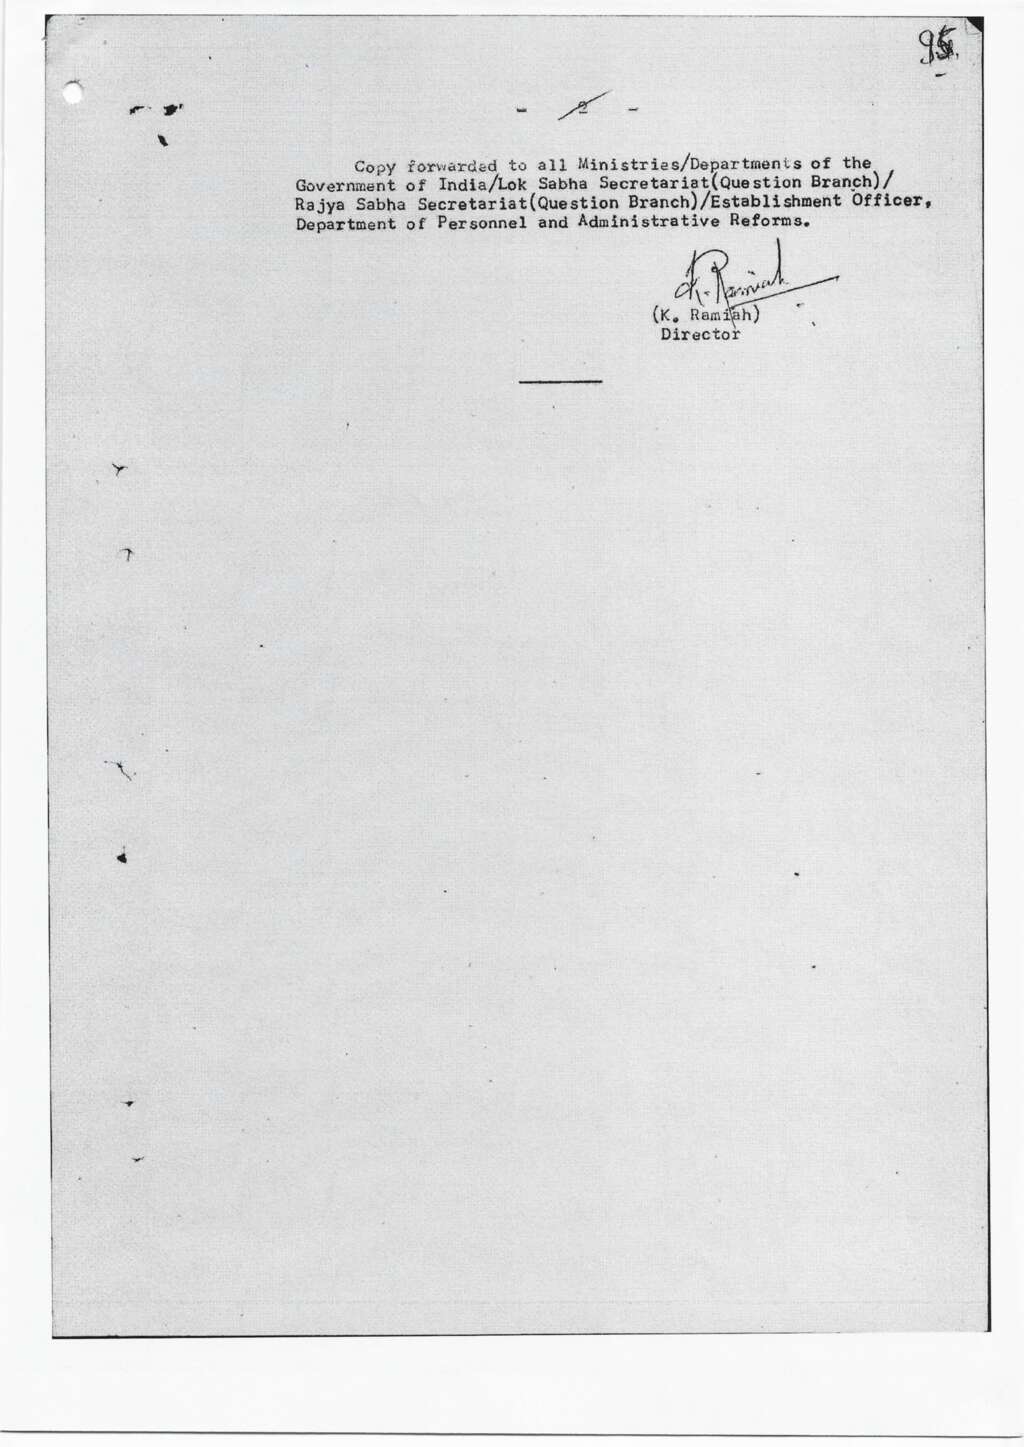 95.
- 2 -
Copy forwarded to all Ministries/Departments of the
Government of India/Lok Sabha Secretariat(Question Branch)/
Rajya Sabha Secretariat(Question Branch)/Establishment Officer,
Department of Personnel and Administrative Reforms.
K. Ramiah
(K. Ramiah)
Director